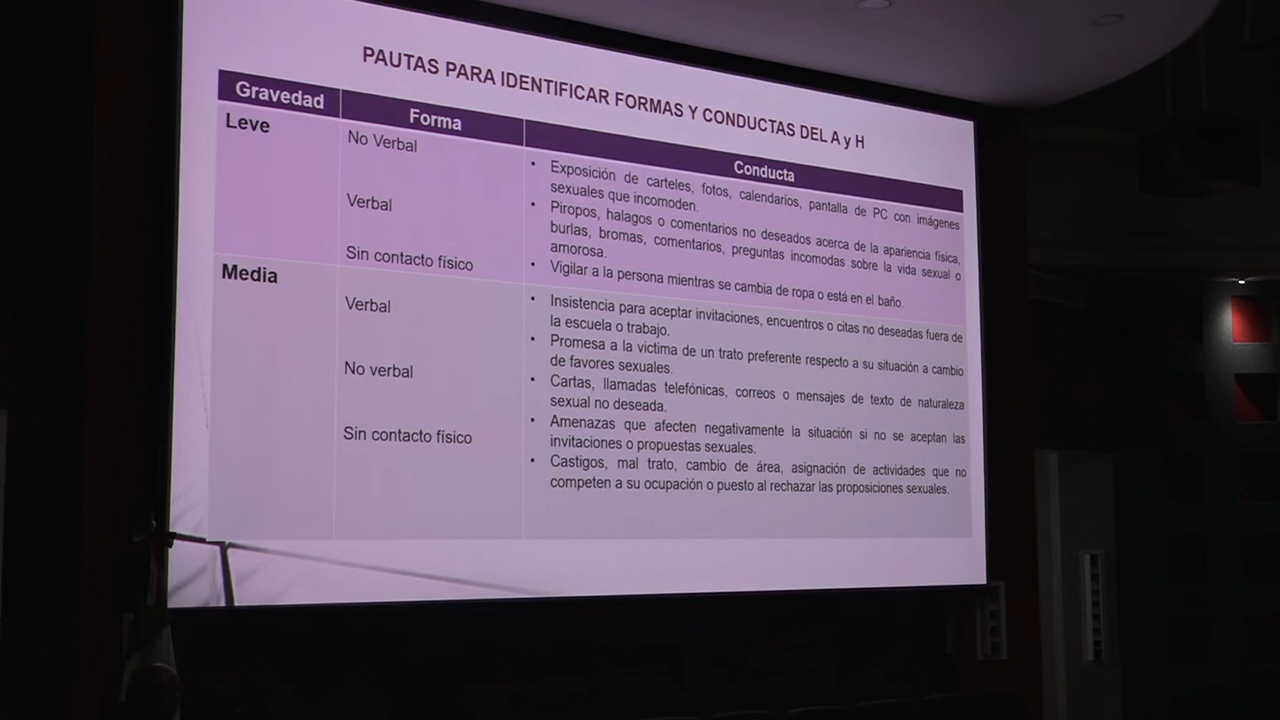 PAUTAS PARA IDENTIFICAR FORMAS Y CONDUCTAS DEL A y H
Gravedad
Forma
Conducta
Leve
No Verbal
• Exposición de carteles, fotos, calendarios, pantalla de PC con imágenes
sexuales que incomoden.
Verbal
• Piropos, halagos o comentarios no deseados acerca de la apariencia física,
burlas, bromas, comentarios, preguntas incomodas sobre la vida sexual o
amorosa.
Sin contacto físico
• Vigilar a la persona mientras se cambia de ropa o está en el baño.
Media
Verbal
• Insistencia para aceptar invitaciones, encuentros o citas no deseadas fuera de
la escuela o trabajo.
• Promesa a la victima de un trato preferente respecto a su situación a cambio
de favores sexuales.
No verbal
• Cartas, llamadas telefónicas, correos o mensajes de texto de naturaleza
sexual no deseada.
Sin contacto físico
• Amenazas que afecten negativamente la situación si no se aceptan las
invitaciones o propuestas sexuales.
• Castigos, mal trato, cambio de área, asignación de actividades que no
competen a su ocupación o puesto al rechazar las proposiciones sexuales.